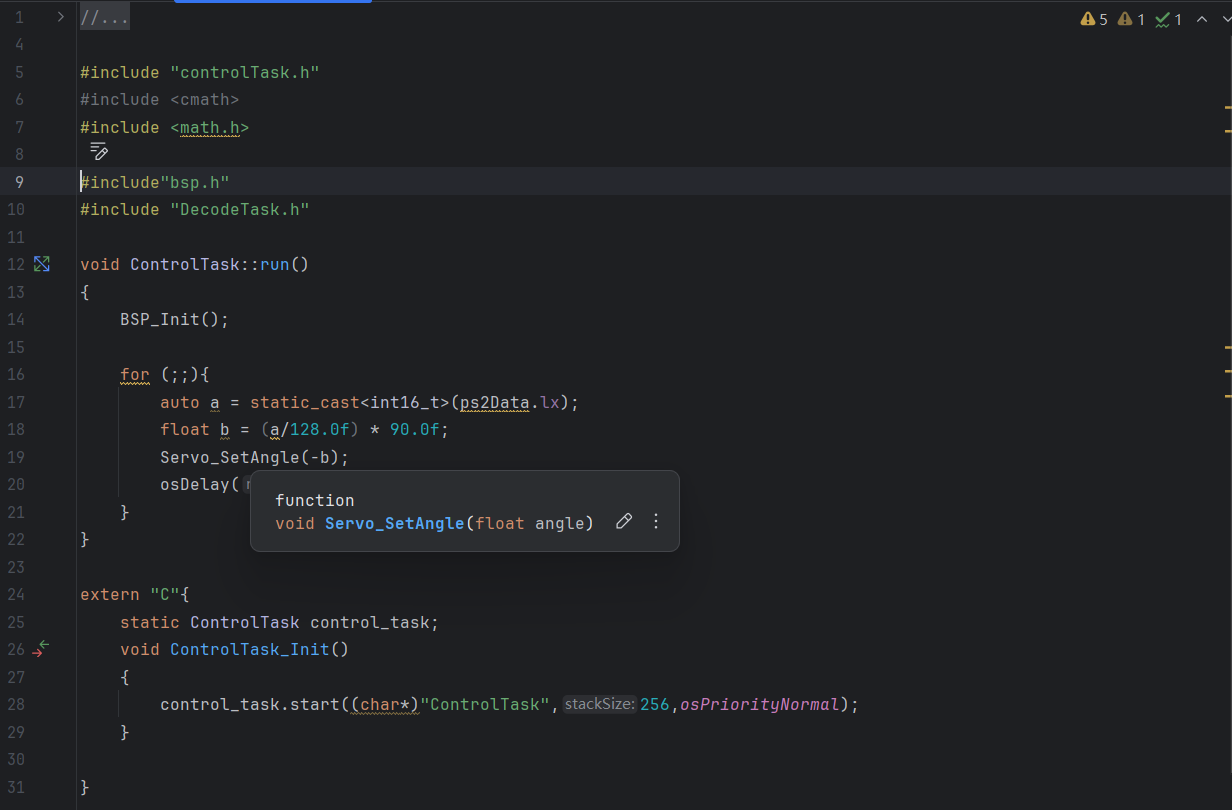 1 //... 5 1 1
4
5 #include "controlTask.h"
6 #include <cmath>
7 #include <math.h>
8
9 #include"bsp.h"
10 #include "DecodeTask.h"
11
12 void ControlTask::run()
13 {
14 BSP_Init();
15
16 for (;;){
17 auto a = static_cast<int16_t>(ps2Data.lx);
18 float b = (a/128.0f) * 90.0f;
19 Servo_SetAngle(-b);
20 osDelay(
function
void Servo_SetAngle(float angle)
21 }
22 }
23
24 extern "C"{
25 static ControlTask control_task;
26 void ControlTask_Init()
27 {
28 control_task.start((char*)"ControlTask", stackSize: 256,osPriorityNormal);
29 }
30
31 }